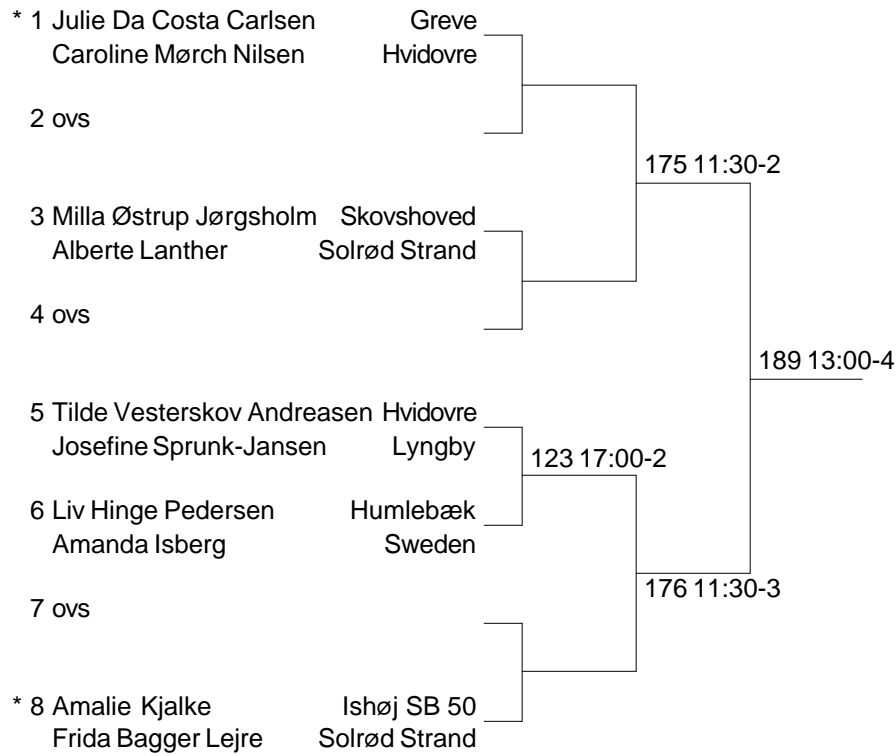 * 1 Julie Da Costa Carlsen Greve
Caroline Mørch Nilsen Hvidovre
2 ovs
175 11:30-2
3 Milla Østrup Jørgsholm Skovshoved
Alberte Lanther Solrød Strand
4 ovs
189 13:00-4
5 Tilde Vesterskov Andreasen Hvidovre
Josefine Sprunk-Jansen Lyngby
123 17:00-2
6 Liv Hinge Pedersen Humlebæk
Amanda Isberg Sweden
176 11:30-3
7 ovs
* 8 Amalie Kjalke Ishøj SB 50
Frida Bagger Lejre Solrød Strand